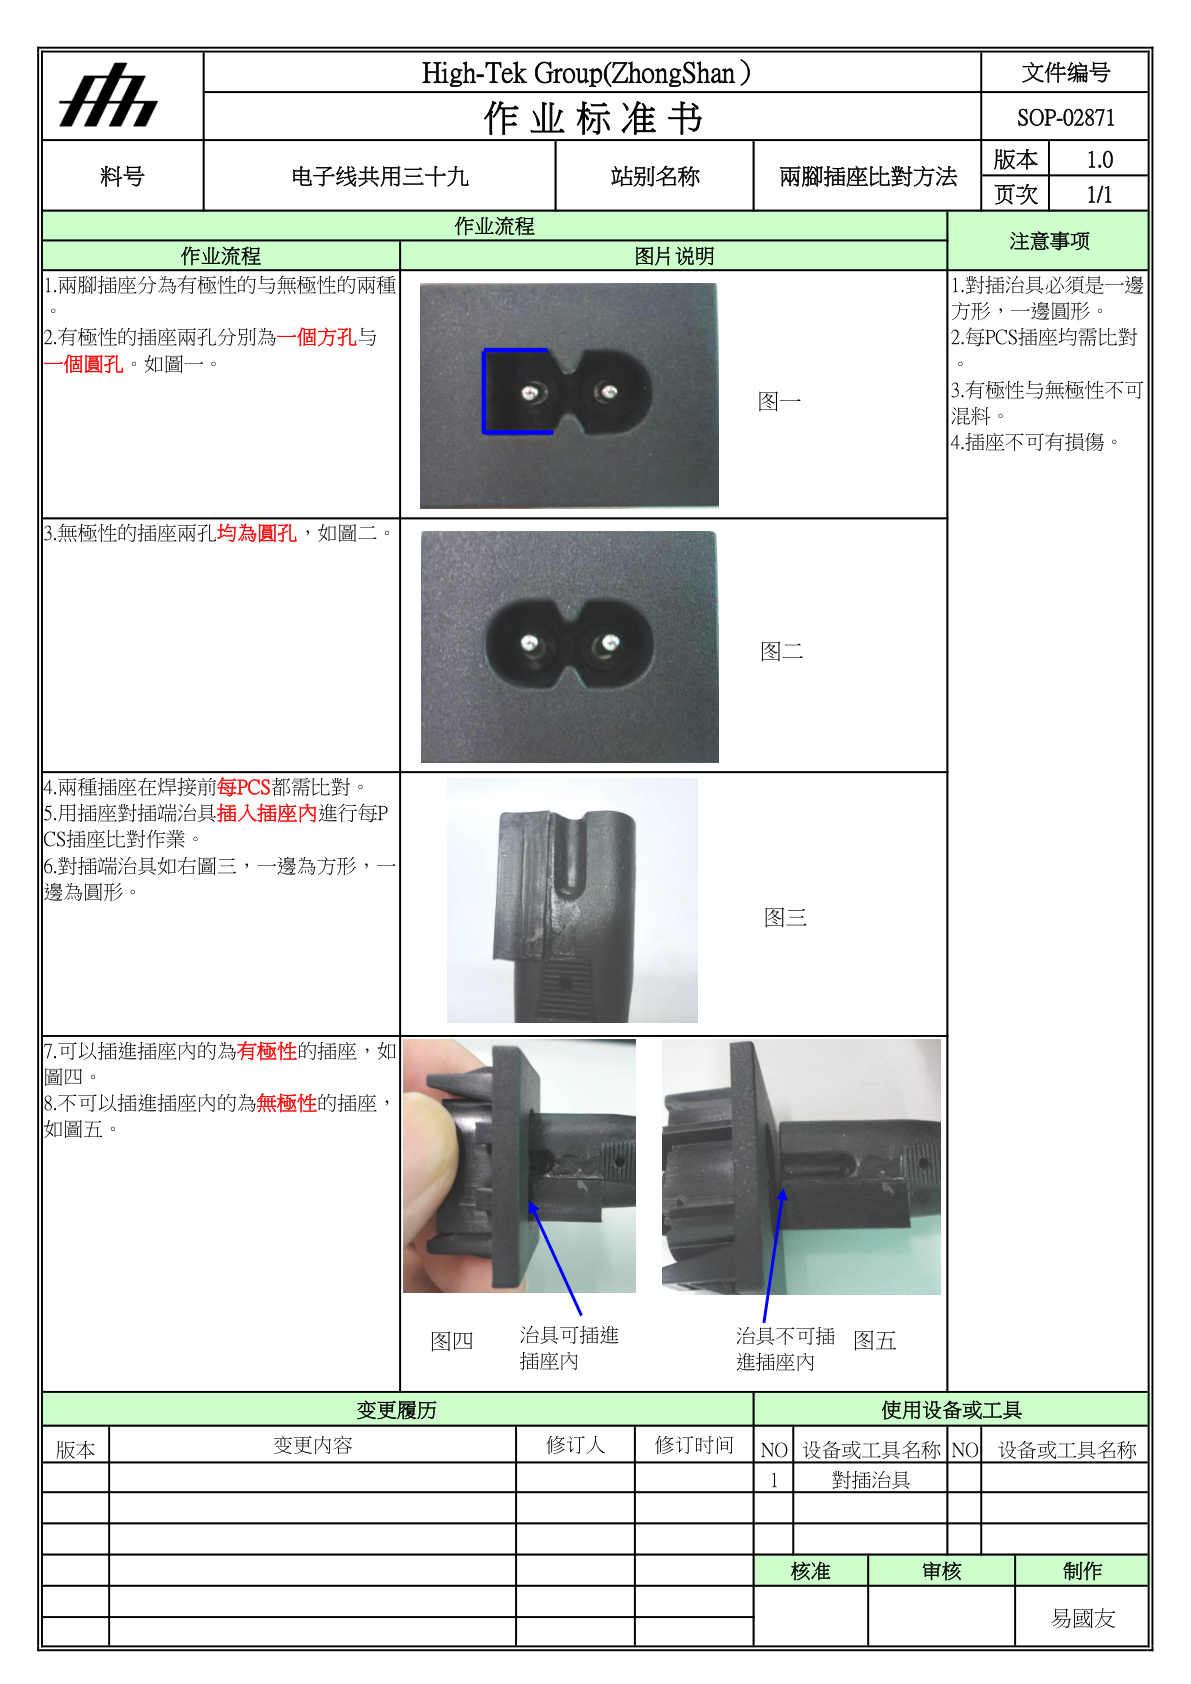 High-Tek Group(ZhongShan）
文件编号
作业标准书
SOP-02871
料号
电子线共用三十九
站别名称
兩腳插座比對方法
版本
1.0
页次
1/1
作业流程
注意事项
作业流程
图片说明
1.兩腳插座分為有極性的与無極性的兩種
。
2.有極性的插座兩孔分別為一個方孔与
一個圓孔。如圖一。
图一
1.對插治具必須是一邊
方形，一邊圓形。
2.每PCS插座均需比對
。
3.有極性与無極性不可
混料。
4.插座不可有損傷。
3.無極性的插座兩孔均為圓孔，如圖二。
图二
4.兩種插座在焊接前每PCS都需比對。
5.用插座對插端治具插入插座內進行每P
CS插座比對作業。
6.對插端治具如右圖三，一邊為方形，一
邊為圓形。
图三
7.可以插進插座內的為有極性的插座，如
圖四。
8.不可以插進插座內的為無極性的插座，
如圖五。
图四
治具可插進
插座內
治具不可插
進插座內
图五
变更履历
使用设备或工具
版本
变更内容
修订人
修订时间
NO
设备或工具名称
NO
设备或工具名称
1
對插治具
核准
审核
制作
易國友